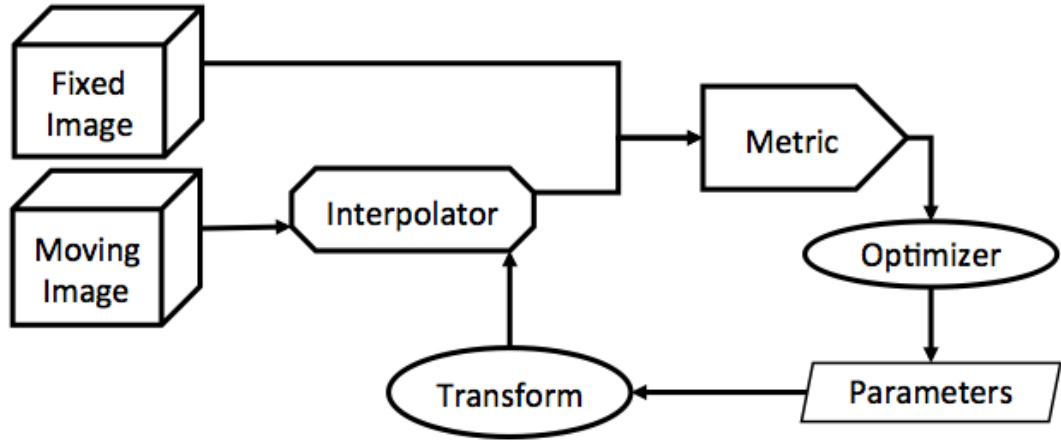 Fixed
Image
Metric
Interpolator
Moving
Image
Optimizer
Transform
Parameters